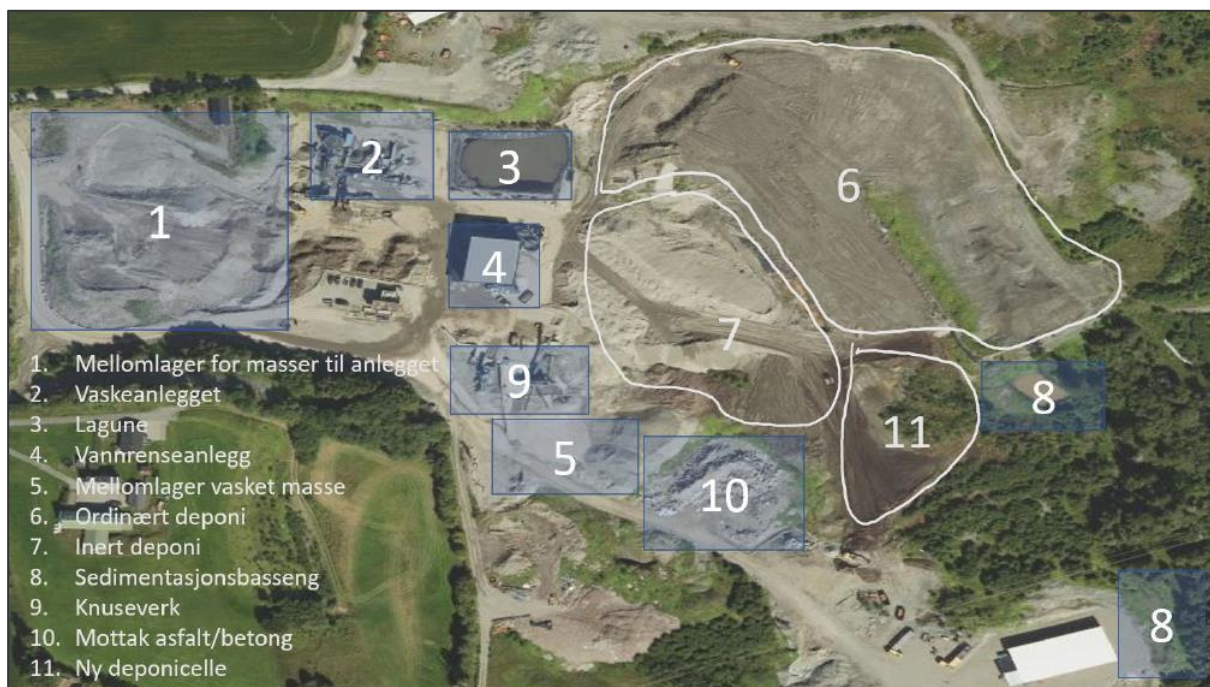 1
2
3
6
4
7
9
8
11
5
10
8
1. Mellomlager for masser til anlegget
2. Vaskeanlegget
3. Lagune
4. Vannrenseanlegg
5. Mellomlager vasket masse
6. Ordinært deponi
7. Inert deponi
8. Sedimentasjonsbasseng
9. Knuseverk
10. Mottak asfalt/betong
11. Ny deponicelle